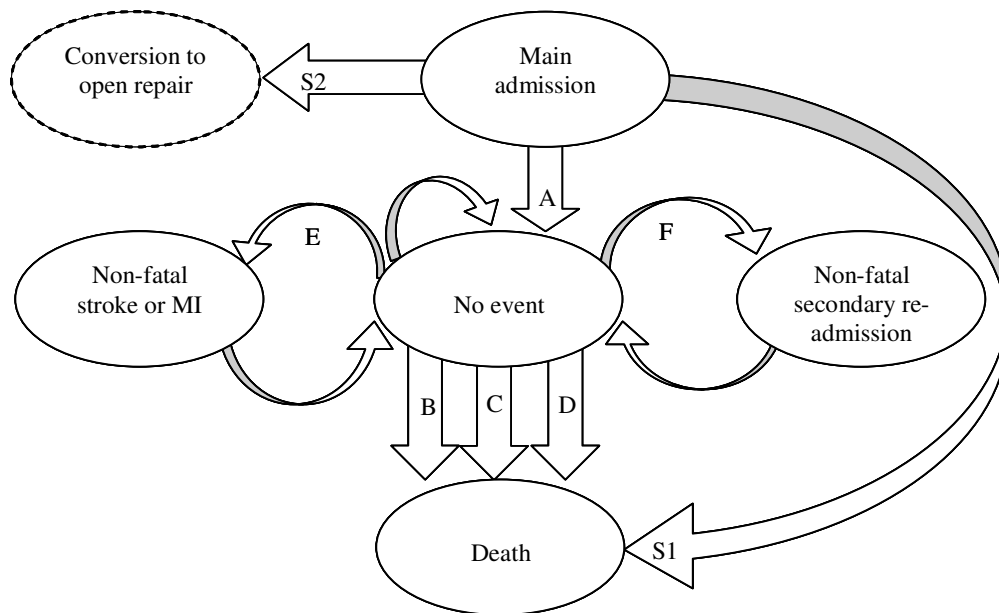 Conversion to
open repair
S2
Main
admission
A
E
F
Non-fatal
stroke or MI
No event
Non-fatal
secondary re-
admission
B
C
D
Death
S1